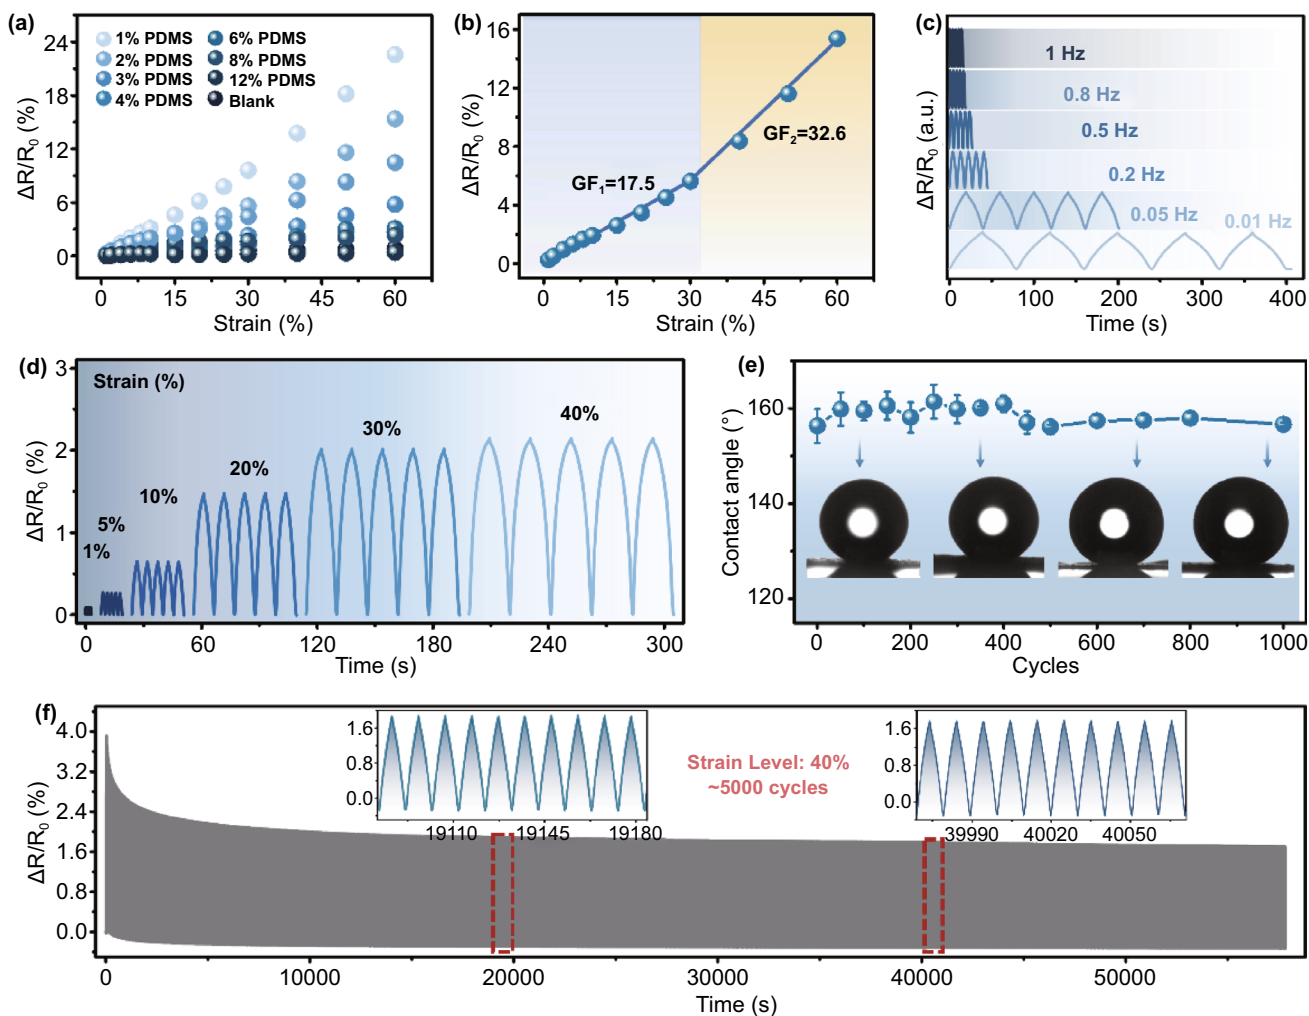 (a)
24
18
12
6
0
ΔR/R₀ (%)
1% PDMS
2% PDMS
3% PDMS
4% PDMS
6% PDMS
8% PDMS
12% PDMS
Blank
0 15 30 45 60
Strain (%)
(b)
16
12
8
4
0
ΔR/R₀ (%)
GF₁=17.5
GF₂=32.6
0 15 30 45 60
Strain (%)
(c)
ΔR/R₀ (a.u.)
1 Hz
0.8 Hz
0.5 Hz
0.2 Hz
0.05 Hz
0.01 Hz
0 100 200 300 400
Time (s)
(d)
3
2
1
0
ΔR/R₀ (%)
Strain (%)
1%
5%
10%
20%
30%
40%
0 60 120 180 240 300
Time (s)
(e)
160
140
120
Contact angle (°)
0 200 400 600 800 1000
Cycles
(f)
4.0
3.2
2.4
1.6
0.8
0.0
ΔR/R₀ (%)
1.6
0.8
0.0
19110 19145 19180
Strain Level: 40%
~5000 cycles
1.6
0.8
0.0
39990 40020 40050
0 10000 20000 30000 40000 50000
Time (s)